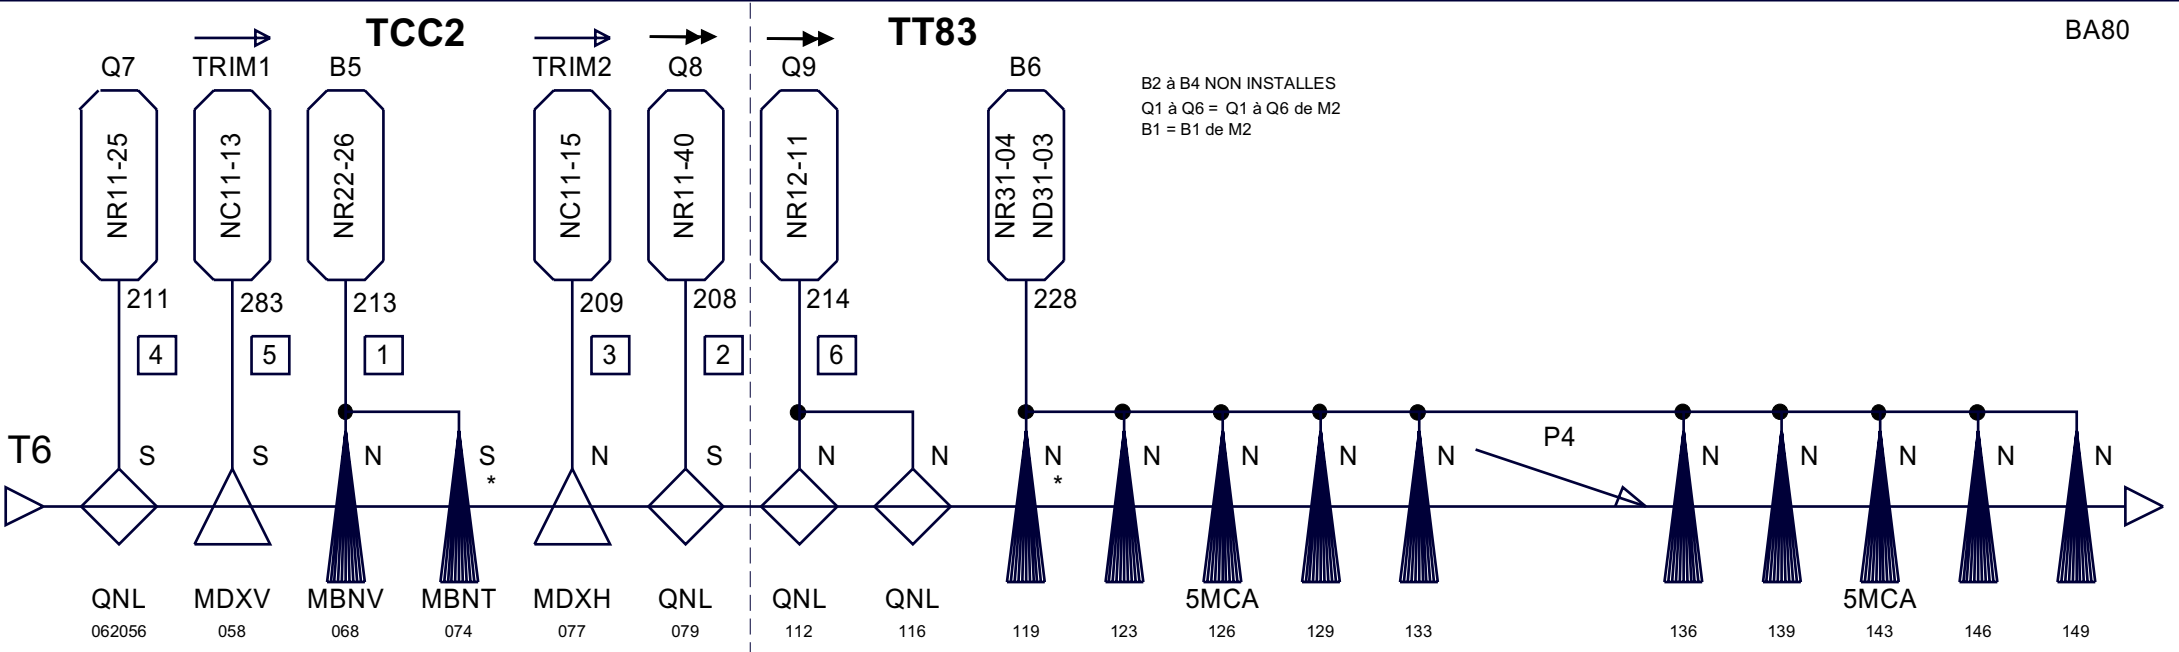 TCC2 TT83 BA80
Q7 TRIM1 B5 TRIM2 Q8 Q9 B6
B2 à B4 NON INSTALLES
Q1 à Q6 = Q1 à Q6 de M2
B1 = B1 de M2
NR11-25 NC11-13 NR22-26 NC11-15 NR11-40 NR12-11 NR31-04 ND31-03
211 283 213 209 208 214 228
4 5 1 3 2 6
P4
T6 S S N S N S N N N N N N N N N N N N
* *
QNL MDXV MBNV MBNT MDXH QNL QNL QNL 5MCA 5MCA
062056 058 068 074 077 079 112 116 119 123 126 129 133 136 139 143 146 149